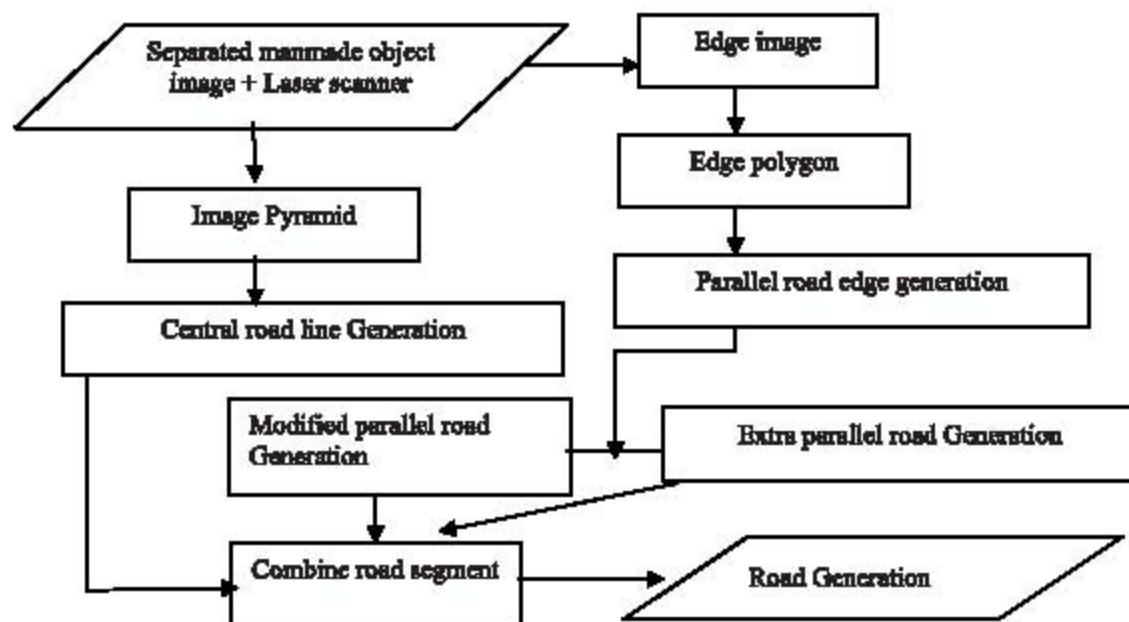 Separated manmade object
image + Laser scanner
Edge image
Edge polygon
Image Pyramid
Parallel road edge generation
Central road line Generation
Modified parallel road
Generation
Extra parallel road Generation
Combine road segment
Road Generation